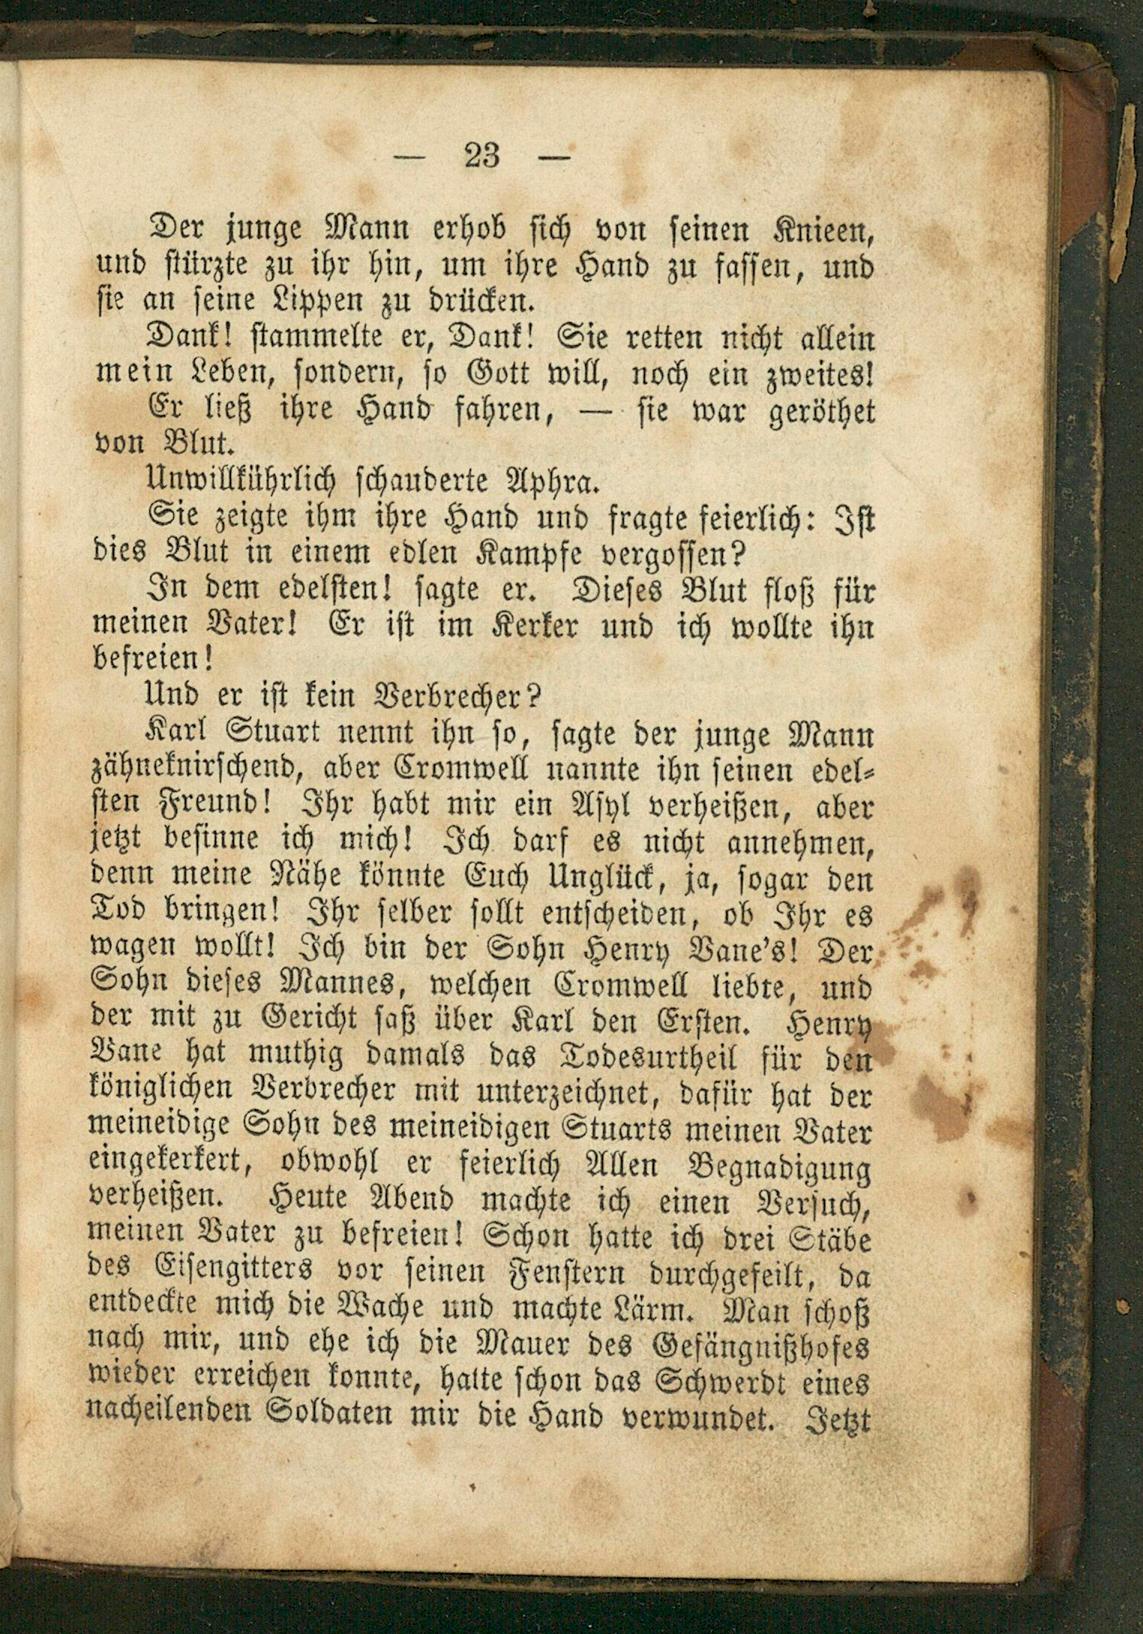 — 23 —
Der junge Mann erhob sich von seinen Knieen,
und stürzte zu ihr hin, um ihre Hand zu fassen, und
sie an seine Lippen zu drücken.
Dank! stammelte er, Dank! Sie retten nicht allein
mein Leben, sondern, so Gott will, noch ein zweites!
Er ließ ihre Hand fahren, — sie war geröthet
von Blut.
Unwillkührlich schauderte Aphra.
Sie zeigte ihm ihre Hand und fragte feierlich: Ist
dies Blut in einem edlen Kampfe vergossen?
In dem edelsten! sagte er. Dieses Blut floß für
meinen Vater! Er ist im Kerker und ich wollte ihn
befreien!
Und er ist kein Verbrecher?
Karl Stuart nennt ihn so, sagte der junge Mann
zähneknirschend, aber Cromwell nannte ihn seinen edel-
sten Freund! Ihr habt mir ein Asyl verheißen, aber
jetzt besinne ich mich! Ich darf es nicht annehmen,
denn meine Nähe könnte Euch Unglück, ja, sogar den
Tod bringen! Ihr selber sollt entscheiden, ob Ihr es
wagen wollt! Ich bin der Sohn Henry Vane's! Der
Sohn dieses Mannes, welchen Cromwell liebte, und
der mit zu Gericht saß über Karl den Ersten. Henry
Vane hat muthig damals das Todesurtheil für den
königlichen Verbrecher mit unterzeichnet, dafür hat der
meineidige Sohn des meineidigen Stuarts meinen Vater
eingekerkert, obwohl er feierlich Allen Begnadigung
verheißen. Heute Abend machte ich einen Versuch,
meinen Vater zu befreien! Schon hatte ich drei Stäbe
des Eisengitters vor seinen Fenstern durchgefeilt, da
entdeckte mich die Wache und machte Lärm. Man schoß
nach mir, und ehe ich die Mauer des Gefängnißhofes
wieder erreichen konnte, hatte schon das Schwerdt eines
nacheilenden Soldaten mir die Hand verwundet. Jetzt